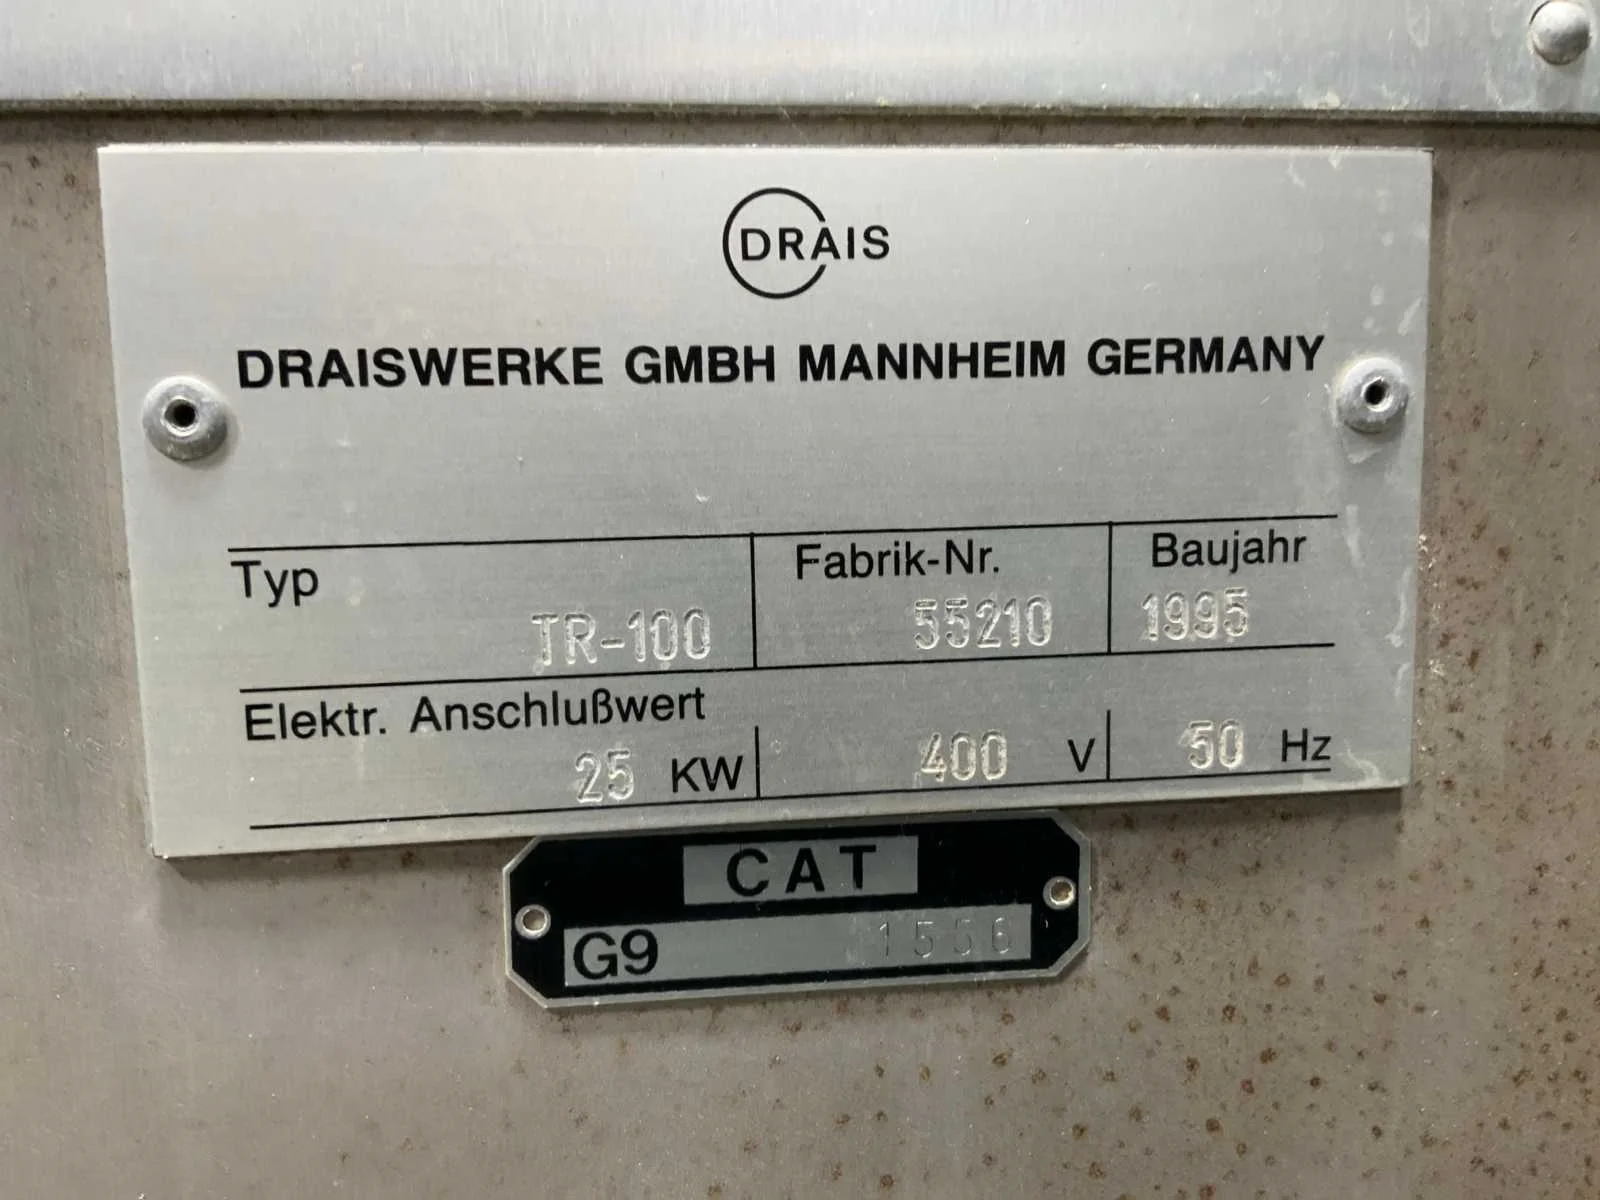 DRAIS
DRAISWERKE GMBH MANNHEIM GERMANY
Typ Fabrik-Nr. Baujahr
TR-100 55210 1995
Elektr. Anschlußwert
25 KW 400 V 50 Hz
CAT
G9 1556